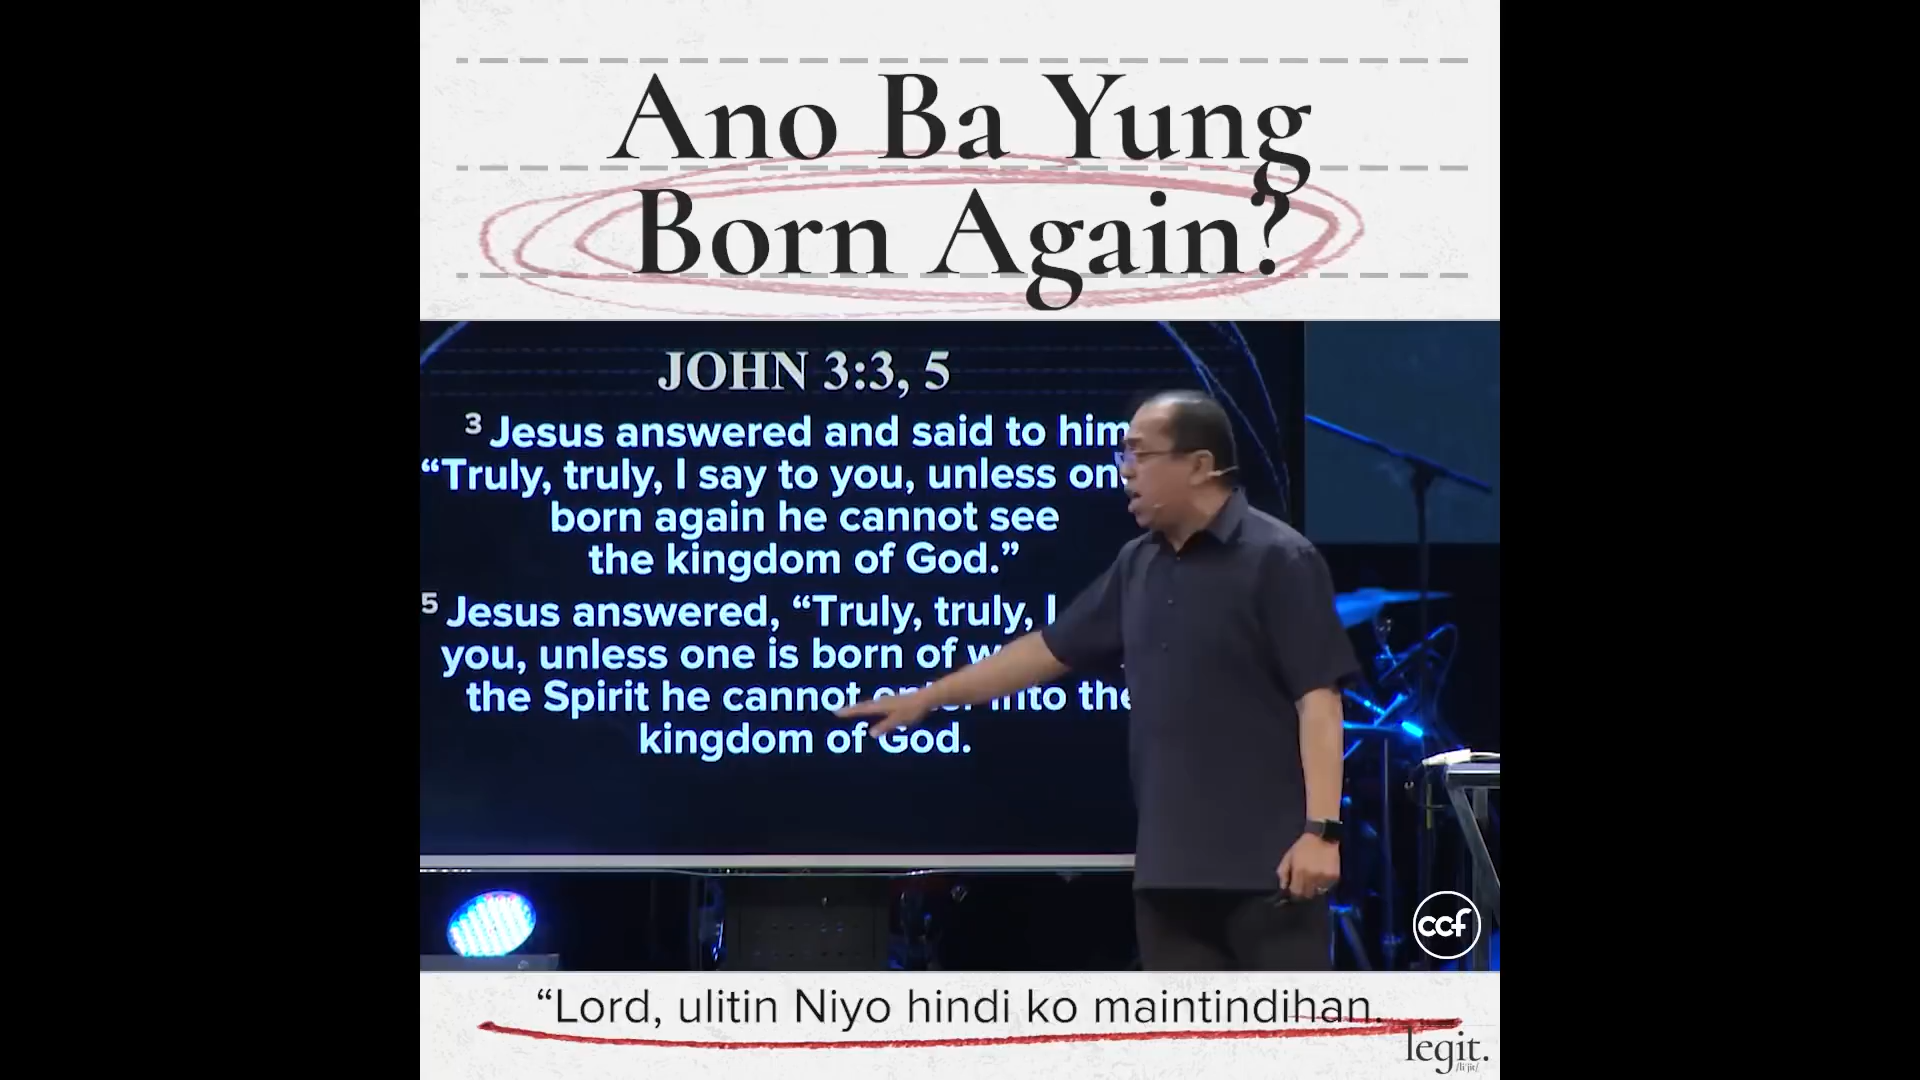 Ano Ba Yung
Born Again?
JOHN 3:3, 5
3 Jesus answered and said to him
“Truly, truly, I say to you, unless on
born again he cannot see
the kingdom of God.”
5 Jesus answered, “Truly, truly, I
you, unless one is born of w
the Spirit he cannot into the
kingdom of God.
ccf
“Lord, ulitin Niyo hindi ko maintindihan.
legit.